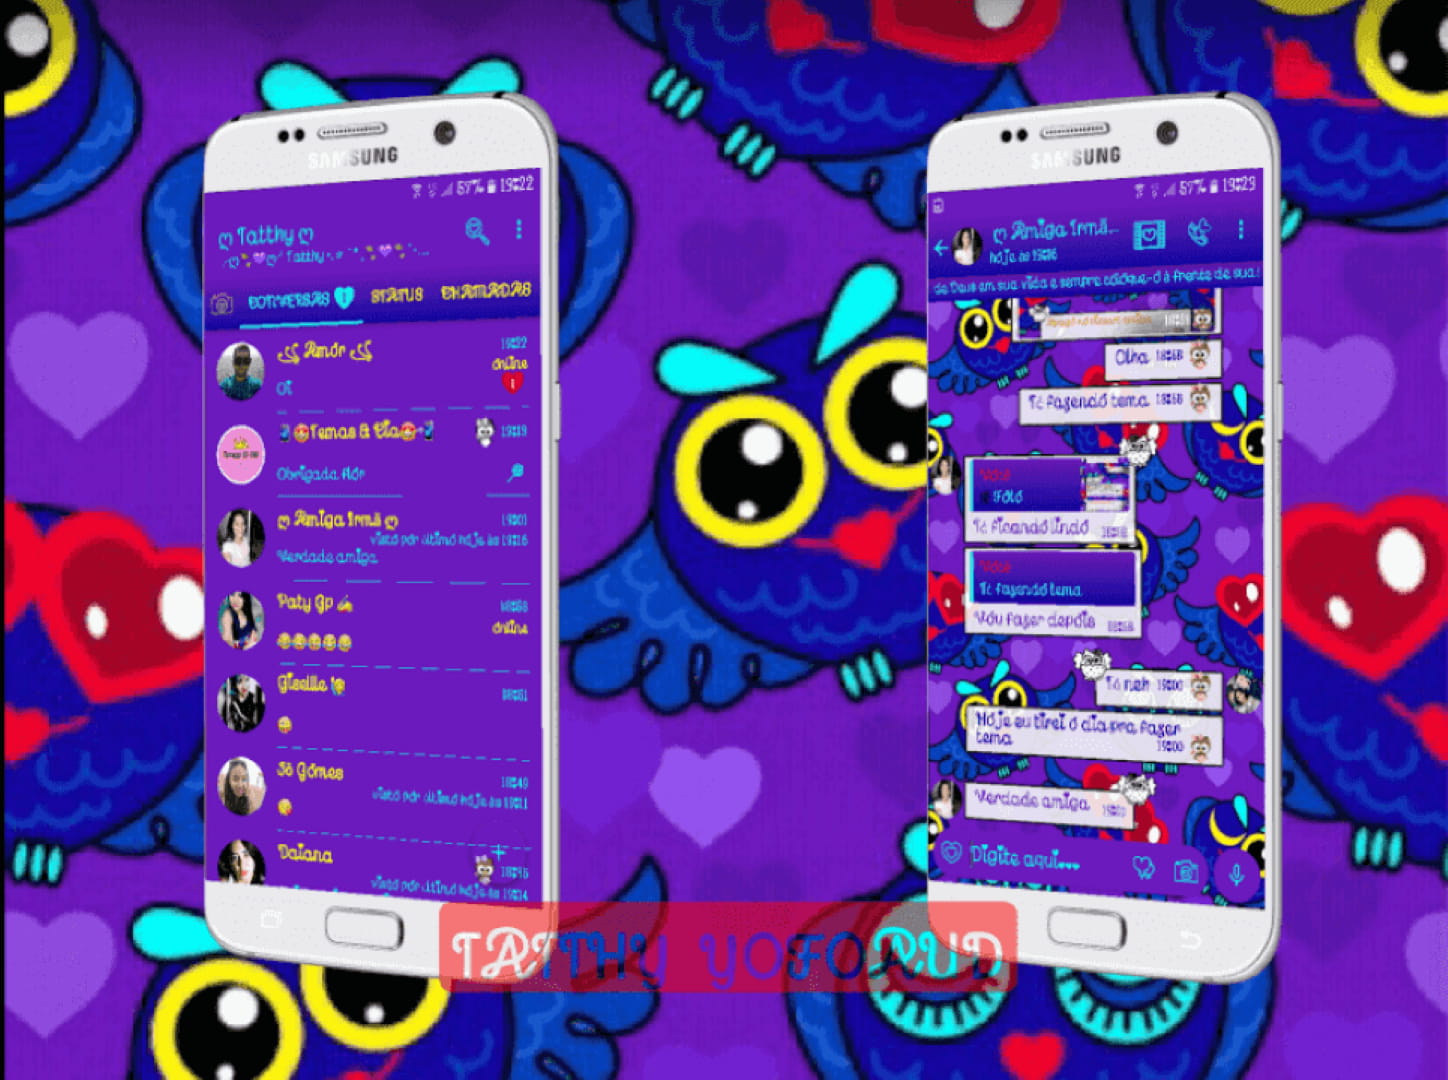 SAMSUNG
57% 19:22
ღ Tatthy ღ
Tatthy
CONVERSAS 1 STATUS CHAMADAS
Amor 19:22
online
Oi 1
Temas & Cia 19:19
Obrigada flor
ღ Amiga Irmã ღ 19:01
visto por último hoje às 19:16
Verdade amiga
Paty Gp 18:58
online
Giselle 18:51
Jô Gomes 18:49
visto por último hoje às 19:11
Daiana 18:45
visto por último hoje às 19:14
SAMSUNG
57% 19:23
ღ Amiga Irmã...
hoje às 19:16
de Deus em sua vida e sempre coloque-o à frente de sua
Olha 18:58
Tô fazendo tema 18:58
Você
Foto
Tá ficando lindo 18:58
Você
Tô fazendo tema
Vou fazer depois 18:58
Tá neh 19:00
Hoje eu tirei o dia pra fazer
tema 19:00
Verdade amiga 19:00
Digite aqui...
TATTHY YOFOAUD